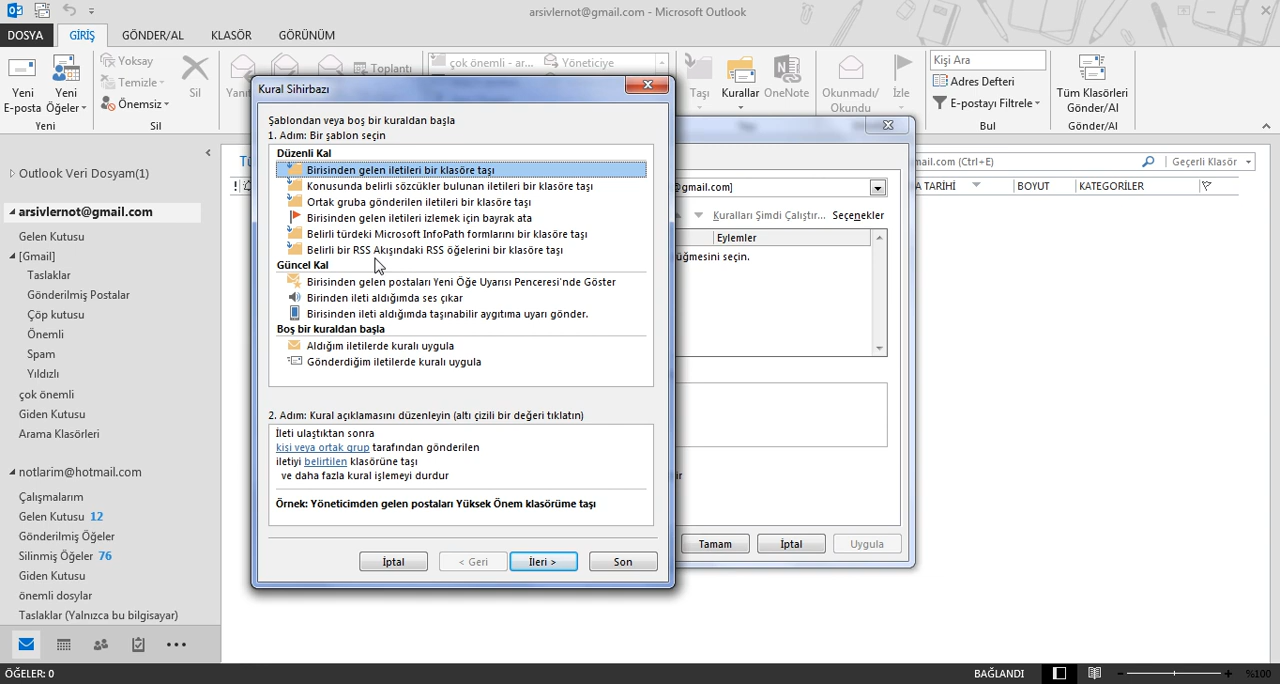 arsivlernot@gmail.com - Microsoft Outlook
DOSYA GİRİŞ GÖNDER/AL KLASÖR GÖRÜNÜM
Yeni E-posta
Yeni Öğeler
Yeni
Yoksay
Temizle
Önemsiz
Sil
Sil
Toplantı
çok önemli - ar...
Yöneticiye
Taşı
Kurallar
OneNote
Okunmadı/ Okundu
İzle
Kişi Ara
Adres Defteri
E-postayı Filtrele
Bul
Tüm Klasörleri Gönder/Al
Gönder/Al
Outlook Veri Dosyam(1)
arsivlernot@gmail.com
Gelen Kutusu
[Gmail]
Taslaklar
Gönderilmiş Postalar
Çöp kutusu
Önemli
Spam
Yıldızlı
çok önemli
Giden Kutusu
Arama Klasörleri
notlarim@hotmail.com
Çalışmalarım
Gelen Kutusu 12
Gönderilmiş Öğeler
Silinmiş Öğeler 76
Giden Kutusu
önemli dosyalar
Taslaklar (Yalnızca bu bilgisayar)
Kural Sihirbazı
Şablondan veya boş bir kuraldan başla
1. Adım: Bir şablon seçin
Düzenli Kal
Birisinden gelen iletileri bir klasöre taşı
Konusunda belirli sözcükler bulunan iletileri bir klasöre taşı
Ortak gruba gönderilen iletileri bir klasöre taşı
Birisinden gelen iletileri izlemek için bayrak ata
Belirli türdeki Microsoft InfoPath formlarını bir klasöre taşı
Belirli bir RSS Akışındaki RSS öğelerini bir klasöre taşı
Güncel Kal
Birisinden gelen postaları Yeni Öğe Uyarısı Penceresi'nde Göster
Birinden ileti aldığımda ses çıkar
Birisinden ileti aldığımda taşınabilir aygıtıma uyarı gönder.
Boş bir kuraldan başla
Aldığım iletilerde kuralı uygula
Gönderdiğim iletilerde kuralı uygula
2. Adım: Kural açıklamasını düzenleyin (altı çizili bir değeri tıklatın)
İleti ulaştıktan sonra
kişi veya ortak grup tarafından gönderilen
iletiyi belirtilen klasörüne taşı
ve daha fazla kural işlemeyi durdur
Örnek: Yöneticimden gelen postaları Yüksek Önem klasörüme taşı
İptal < Geri İleri > Son
@gmail.com]
Kuralları Şimdi Çalıştır... Seçenekler
Eylemler
üğmesini seçin.
ir
Tamam İptal Uygula
mail.com (Ctrl+E) Geçerli Klasör
A TARİHİ BOYUT KATEGORİLER
ÖĞELER: 0
BAĞLANDI
%100